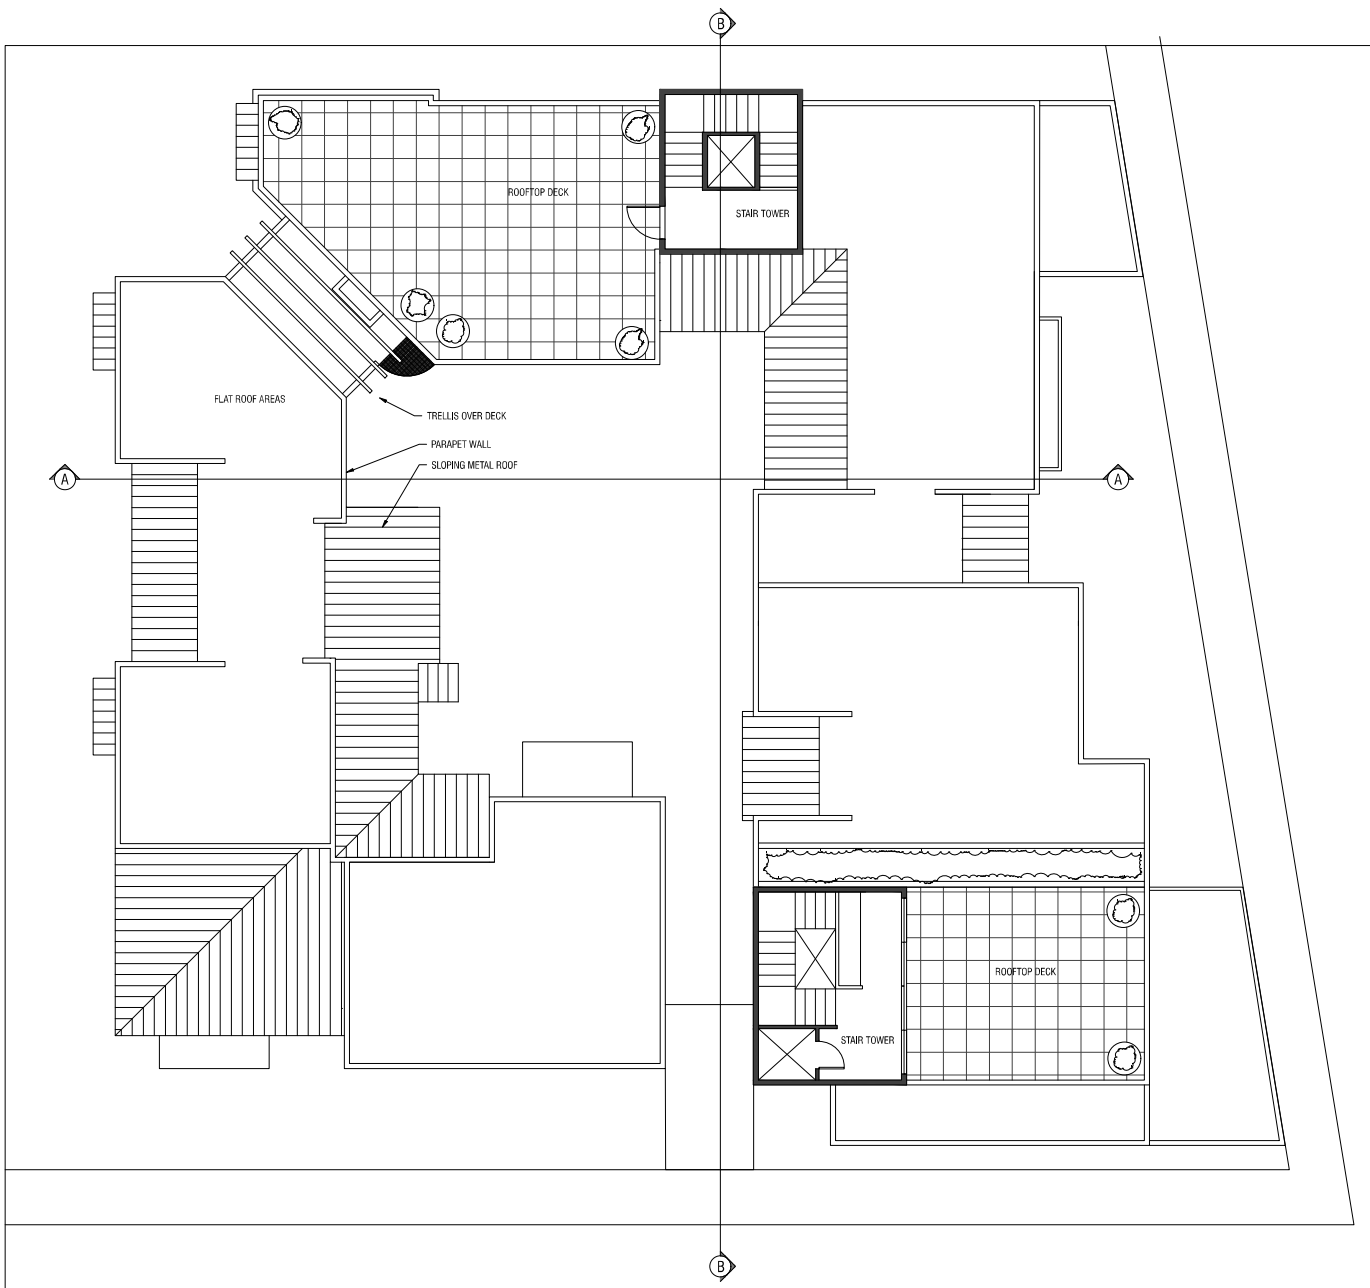 B
ROOFTOP DECK
STAIR TOWER
FLAT ROOF AREAS
TRELLIS OVER DECK
PARAPET WALL
SLOPING METAL ROOF
A
A
ROOFTOP DECK
STAIR TOWER
B